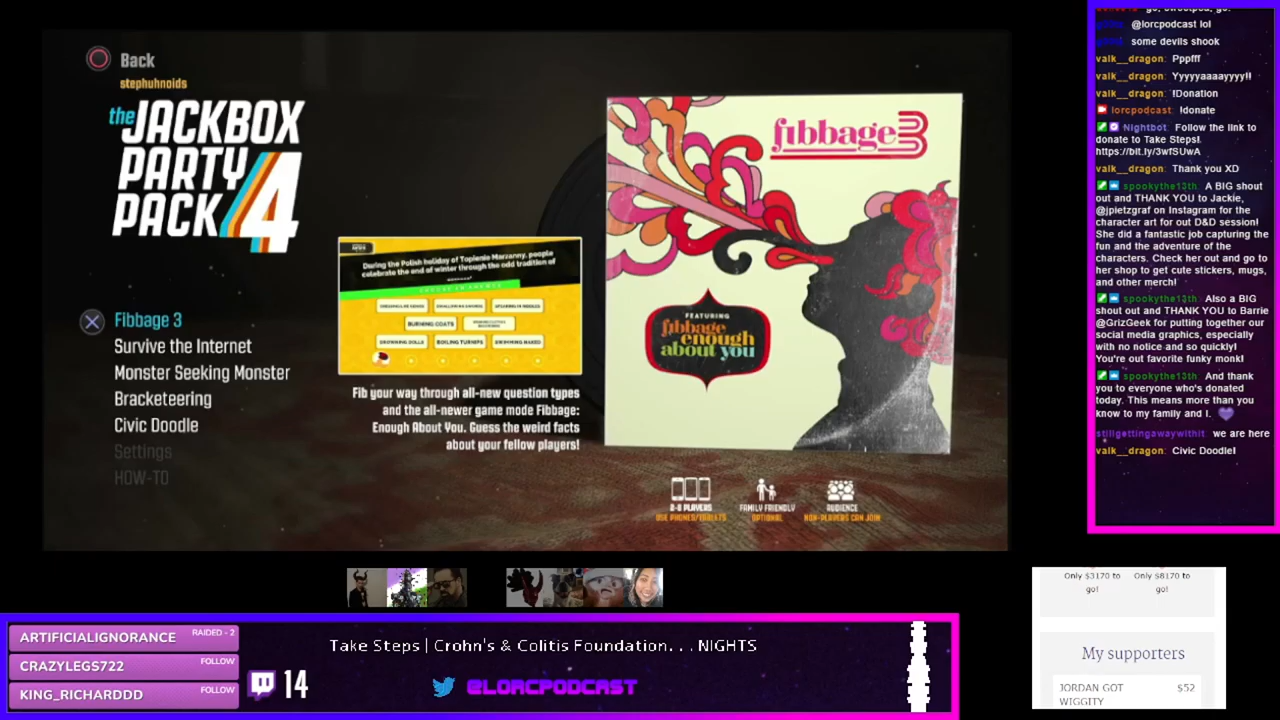 Back
stephuhnoids
the JACKBOX
PARTY
PACK 4
Fibbage 3
Survive the Internet
Monster Seeking Monster
Bracketeering
Civic Doodle
Settings
HOW-TO
During the Polish holiday of Topienie Marzanny, people
celebrate the end of winter through the odd tradition of
BURNING COATS
DROWNING DOLLS
BOILING TURNIPS
SWIMMING NAKED
Fib your way through all-new question types
and the all-newer game mode Fibbage:
Enough About You. Guess the weird facts
about your fellow players!
fibbage 3
FEATURING
fibbage
enough
about you
2-8 PLAYERS
USE PHONES/TABLETS
FAMILY FRIENDLY
OPTIONAL
AUDIENCE
NON-PLAYERS CAN JOIN
@lorcpodcast lol
some devils shook
valk__dragon: Pppfff
valk__dragon: Yyyyyaaaayyyy!!
valk__dragon: !Donation
lorcpodcast: !donate
Nightbot: Follow the link to
donate to Take Steps!
https://bit.ly/3wfSUwA
valk__dragon: Thank you XD
spookythe13th: A BIG shout
out and THANK YOU to Jackie,
@jpietzgraf on Instagram for the
character art for out D&D session!
She did a fantastic job capturing the
fun and the adventure of the
characters. Check her out and go to
her shop to get cute stickers, mugs,
and other merch!
spookythe13th: Also a BIG
shout out and THANK YOU to Barrie
@GrizGeek for putting together our
social media graphics, especially
with no notice and so quickly!
You're out favorite funky monk!
spookythe13th: And thank
you to everyone who's donated
today. This means more than you
know to my family and I.
stillgettingawaywithit: we are here
valk__dragon: Civic Doodle!
ARTIFICIALIGNORANCE RAIDED - 2
CRAZYLEGS722 FOLLOW
KING_RICHARDDD FOLLOW
14
Take Steps | Crohn's & Colitis Foundation. . . NIGHTS
@LORCPODCAST
Only $3170 to
go!
Only $8170 to
go!
My supporters
JORDAN GOT
WIGGITY
$52